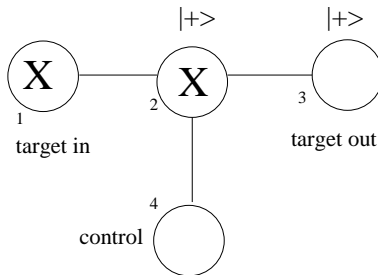 |+> |+>
X X
1 2 3
target in target out
4
control